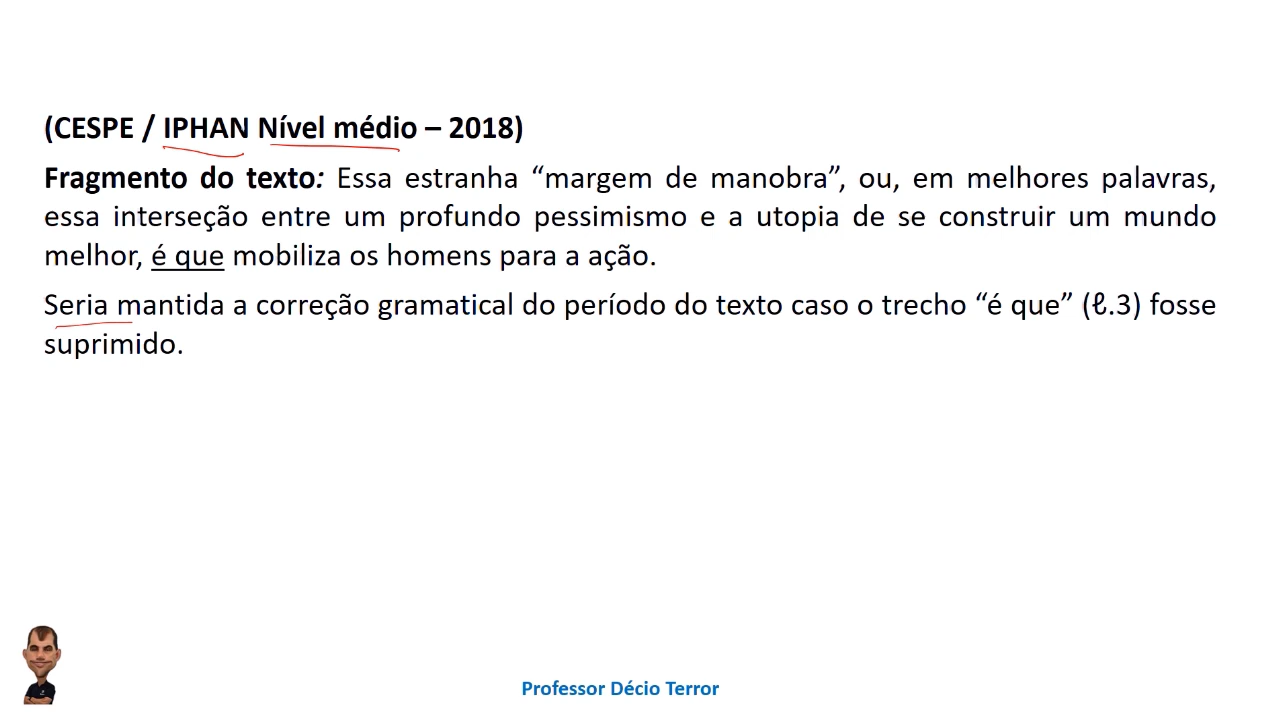 (CESPE / IPHAN Nível médio – 2018)
Fragmento do texto: Essa estranha “margem de manobra”, ou, em melhores palavras,
essa interseção entre um profundo pessimismo e a utopia de se construir um mundo
melhor, é que mobiliza os homens para a ação.
Seria mantida a correção gramatical do período do texto caso o trecho “é que” (ℓ.3) fosse
suprimido.
Professor Décio Terror